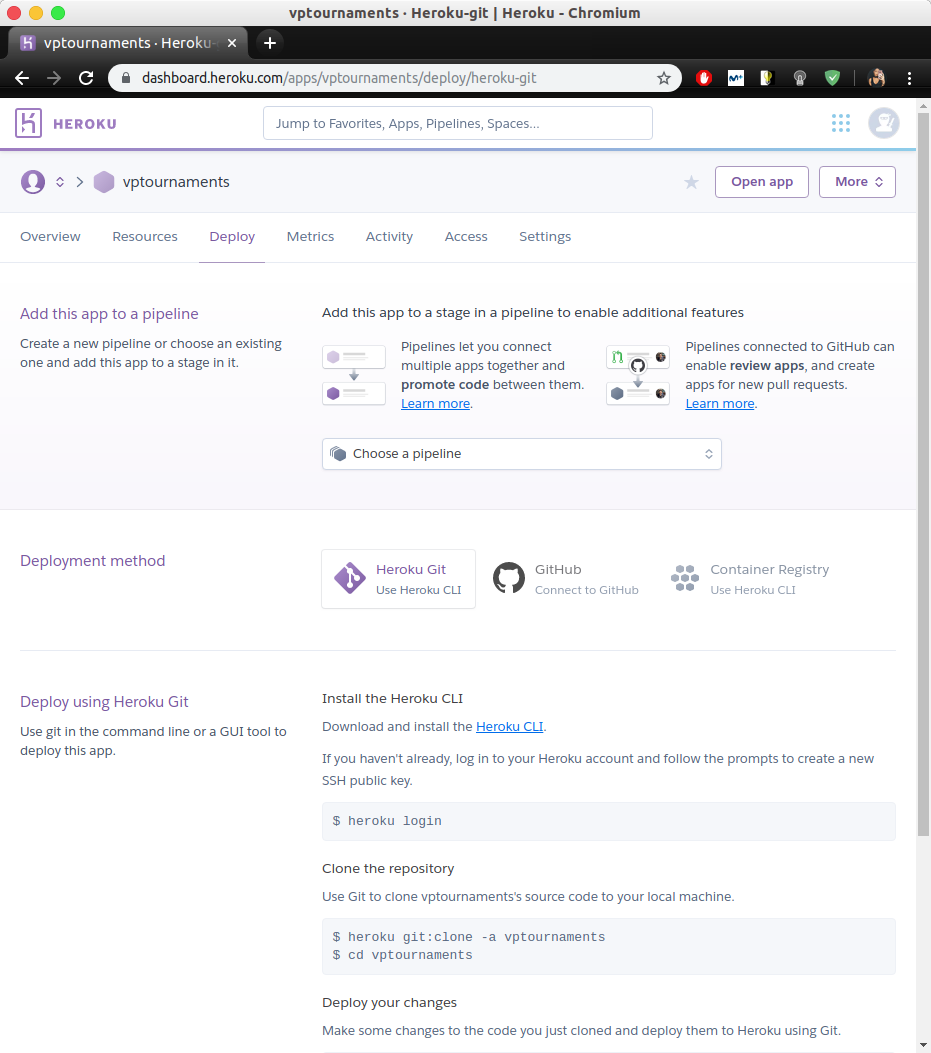 vptournaments · Heroku-git | Heroku - Chromium
vptournaments · Heroku-
dashboard.heroku.com/apps/vptournaments/deploy/heroku-git
HEROKU
Jump to Favorites, Apps, Pipelines, Spaces...
vptournaments
Open app
More
Overview
Resources
Deploy
Metrics
Activity
Access
Settings
Add this app to a pipeline
Create a new pipeline or choose an existing
one and add this app to a stage in it.
Add this app to a stage in a pipeline to enable additional features
Pipelines let you connect
multiple apps together and
promote code between them.
Learn more.
Pipelines connected to GitHub can
enable review apps, and create
apps for new pull requests.
Learn more.
Choose a pipeline
Deployment method
Heroku Git
Use Heroku CLI
GitHub
Connect to GitHub
Container Registry
Use Heroku CLI
Deploy using Heroku Git
Use git in the command line or a GUI tool to
deploy this app.
Install the Heroku CLI
Download and install the Heroku CLI.
If you haven't already, log in to your Heroku account and follow the prompts to create a new
SSH public key.
$ heroku login
Clone the repository
Use Git to clone vptournaments's source code to your local machine.
$ heroku git:clone -a vptournaments
$ cd vptournaments
Deploy your changes
Make some changes to the code you just cloned and deploy them to Heroku using Git.